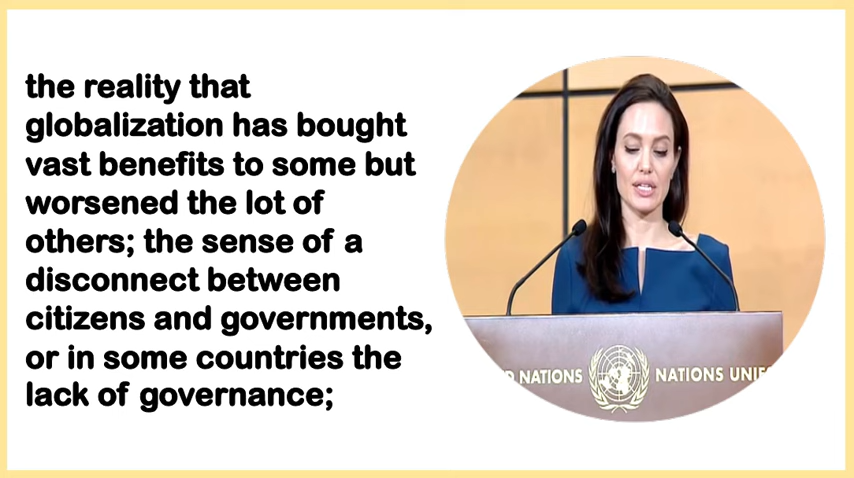 the reality that
globalization has bought
vast benefits to some but
worsened the lot of
others; the sense of a
disconnect between
citizens and governments,
or in some countries the
lack of governance;
NATIONS
NATIONS UNIES